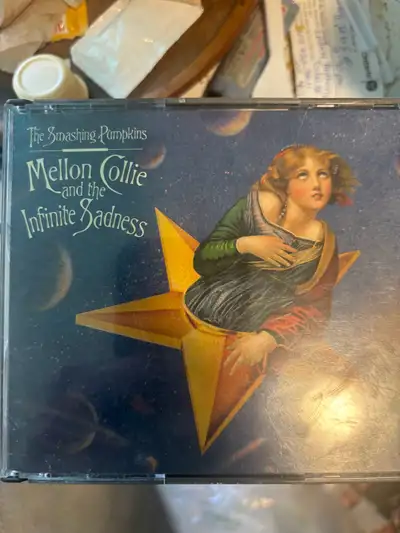 The Smashing Pumpkins
Mellon Collie
and the
Infinite Sadness